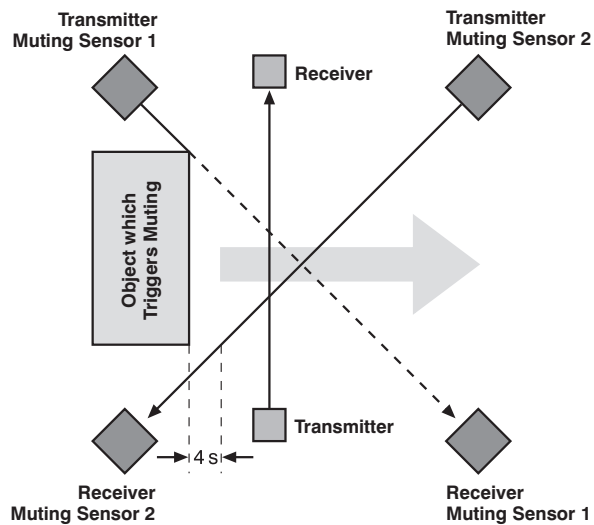 Transmitter
Muting Sensor 1
Transmitter
Muting Sensor 2
Receiver
Object which
Triggers Muting
Transmitter
4 s
Receiver
Muting Sensor 2
Receiver
Muting Sensor 1